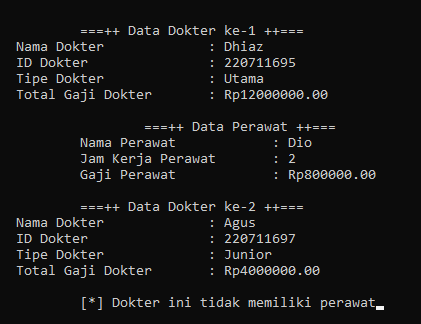 ===++ Data Dokter ke-1 ++===
Nama Dokter : Dhiaz
ID Dokter : 220711695
Tipe Dokter : Utama
Total Gaji Dokter : Rp12000000.00
===++ Data Perawat ++===
Nama Perawat : Dio
Jam Kerja Perawat : 2
Gaji Perawat : Rp800000.00
===++ Data Dokter ke-2 ++===
Nama Dokter : Agus
ID Dokter : 220711697
Tipe Dokter : Junior
Total Gaji Dokter : Rp4000000.00
[*] Dokter ini tidak memiliki perawat